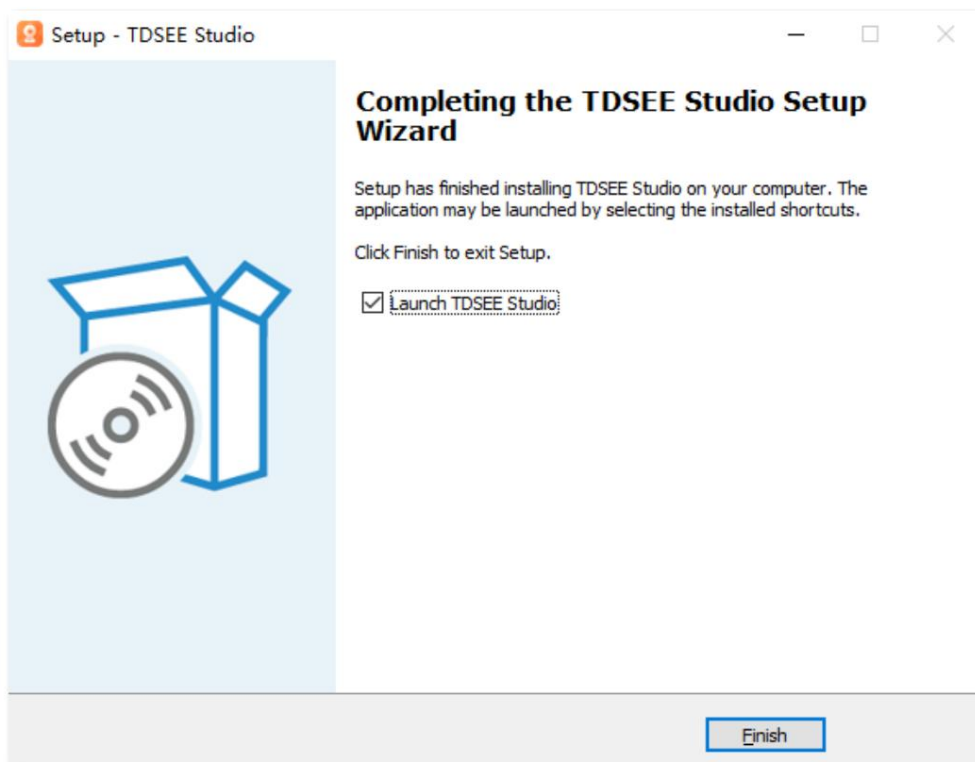 Setup - TDSEE Studio
Completing the TDSEE Studio Setup
Wizard
Setup has finished installing TDSEE Studio on your computer. The
application may be launched by selecting the installed shortcuts.
Click Finish to exit Setup.
Launch TDSEE Studio
Finish